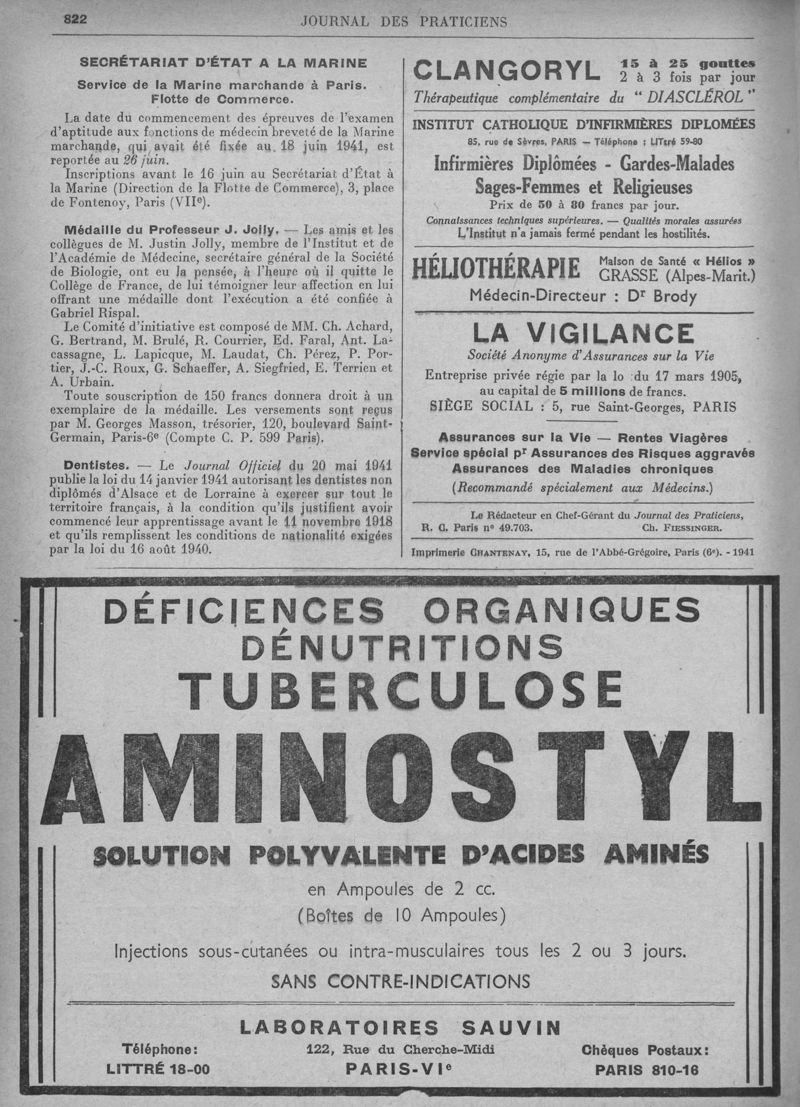 822
JOURNAL DES PRATICIENS
SECRÉTARIAT D'ÉTAT A LA MARINE
Service de la Marine marchande à Paris.
Flotte de Commerce.
La date du commencement des épreuves de l'examen
d'aptitude aux fonctions de médecin breveté de la Marine
marchande, qui avait été fixée au 18 juin 1941, est
reportée au 26 juin.
Inscriptions avant le 16 juin au Secrétariat d'État à
la Marine (Direction de la Flotte de Commerce), 3, place
de Fontenoy, Paris (VIIe).
Médaille du Professeur J. Jolly. — Les amis et les
collègues de M. Justin Jolly, membre de l'Institut et de
l'Académie de Médecine, secrétaire général de la Société
de Biologie, ont eu la pensée, à l'heure où il quitte le
Collège de France, de lui témoigner leur affection en lui
offrant une médaille dont l'exécution a été confiée à
Gabriel Rispal.
Le Comité d'initiative est composé de MM. Ch. Achard,
G. Bertrand, M. Brulé, R. Courrier, Ed. Faral, Ant. La-
cassagne, L. Lapicque, M. Laudat, Ch. Pérez, P. Por-
tier, J.-C. Roux, G. Schaeffer, A. Siegfried, E. Terrien et
A. Urbain.
Toute souscription de 150 francs donnera droit à un
exemplaire de la médaille. Les versements sont reçus
par M. Georges Masson, trésorier, 120, boulevard Saint-
Germain, Paris-6e (Compte C. P. 599 Paris).
Dentistes. — Le Journal Officiel du 20 mai 1941
publie la loi du 14 janvier 1941 autorisant les dentistes non
diplômés d'Alsace et de Lorraine à exercer sur tout le
territoire français, à la condition qu'ils justifient avoir
commencé leur apprentissage avant le 11 novembre 1918
et qu'ils remplissent les conditions de nationalité exigées
par la loi du 16 août 1940.
CLANGORYL 15 à 25 gouttes
2 à 3 fois par jour
Thérapeutique complémentaire du "DIASCLÉROL"
INSTITUT CATHOLIQUE D'INFIRMIÈRES DIPLOMÉES
85, rue de Sèvres, PARIS — Téléphone : LITtré 59-80
Infirmières Diplômées - Gardes-Malades
Sages-Femmes et Religieuses
Prix de 50 à 80 francs par jour.
Connaissances techniques supérieures. — Qualités morales assurées
L'Institut n'a jamais fermé pendant les hostilités.
HÉLIOTHÉRAPIE Maison de Santé « Hélios »
GRASSE (Alpes-Marit.)
Médecin-Directeur : Dr Brody
LA VIGILANCE
Société Anonyme d'Assurances sur la Vie
Entreprise privée régie par la lo du 17 mars 1905,
au capital de 5 millions de francs.
SIÈGE SOCIAL : 5, rue Saint-Georges, PARIS
Assurances sur la Vie — Rentes Viagères
Service spécial pr Assurances des Risques aggravés
Assurances des Maladies chroniques
(Recommandé spécialement aux Médecins.)
Le Rédacteur en Chef-Gérant du Journal des Praticiens,
R. C. Paris no 49.703. Ch. FIESSINGER.
Imprimerie CHANTENAY, 15, rue de l'Abbé-Grégoire, Paris (6e). - 1941
DÉFICIENCES ORGANIQUES
DÉNUTRITIONS
TUBERCULOSE
AMINOSTYL
SOLUTION POLYVALENTE D'ACIDES AMINÉS
en Ampoules de 2 cc.
(Boîtes de 10 Ampoules)
Injections sous-cutanées ou intra-musculaires tous les 2 ou 3 jours.
SANS CONTRE-INDICATIONS
LABORATOIRES SAUVIN
Téléphone: 122, Rue du Cherche-Midi Chèques Postaux:
LITTRÉ 18-00 PARIS-VIe PARIS 810-16